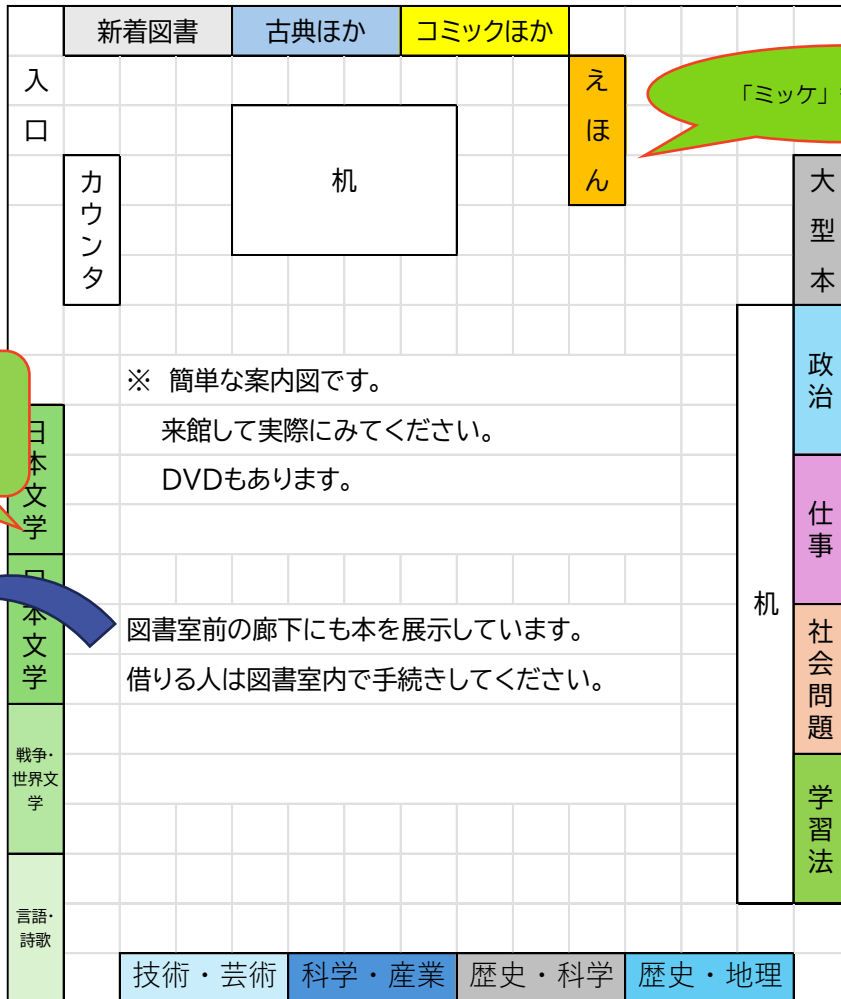 新着図書
古典ほか
コミックほか
入口
えほん
「ミッケ」
カウンタ
机
大型本
※ 簡単な案内図です。
来館して実際にみてください。
DVDもあります。
政治
日本文学
仕事
日本文学
机
図書室前の廊下にも本を展示しています。
借りる人は図書室内で手続きしてください。
社会問題
戦争・
世界文
学
学習法
言語・
詩歌
技術・芸術
科学・産業
歴史・科学
歴史・地理